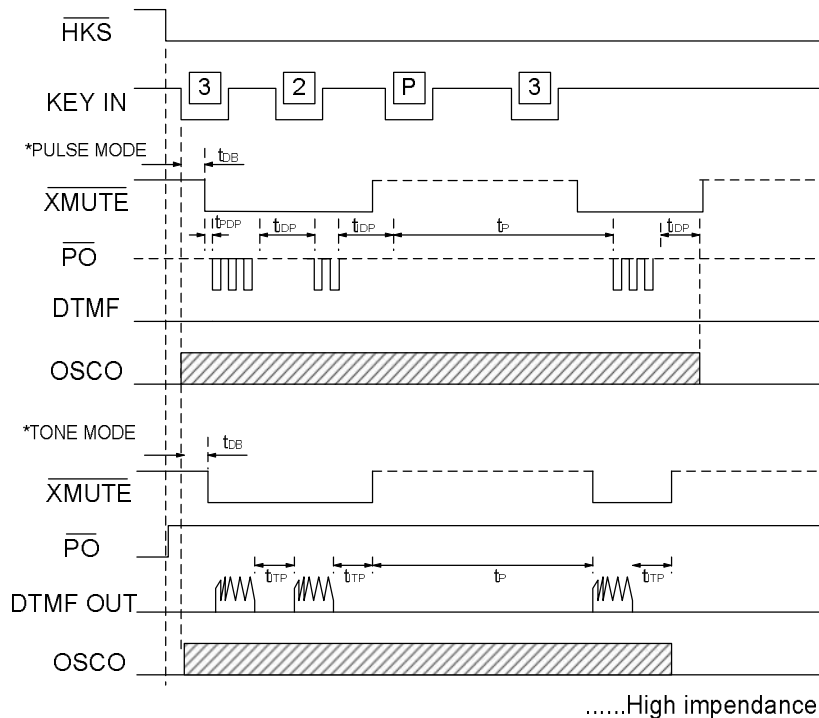 HKS
KEY IN 3 2 P 3
*PULSE MODE tDB
XMUTE
tPDP tIDP tIDP tP tIDP
PO
DTMF
OSCO
*TONE MODE tDB
XMUTE
PO
tITP tITP tP tITP
DTMF OUT
OSCO
......High impendance